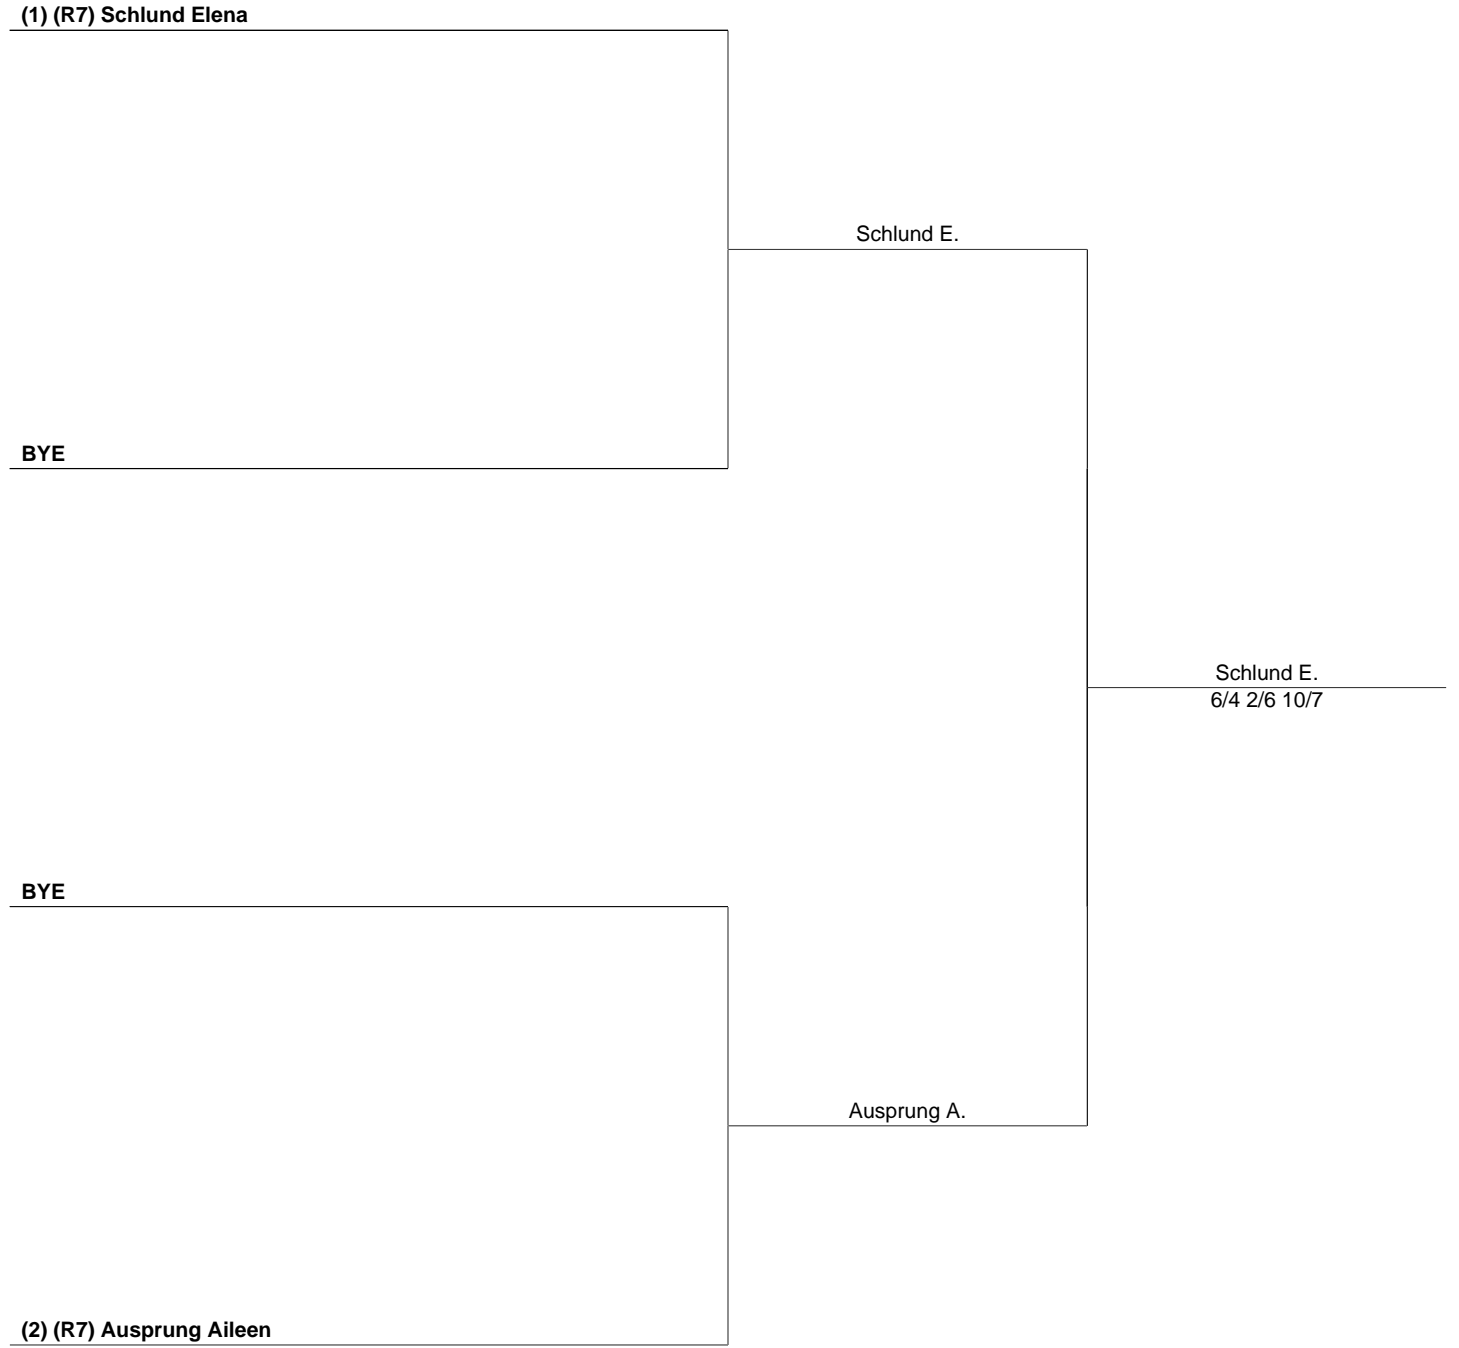 (1) (R7) Schlund Elena
Schlund E.
BYE
Schlund E.
6/4 2/6 10/7
BYE
Ausprung A.
(2) (R7) Ausprung Aileen